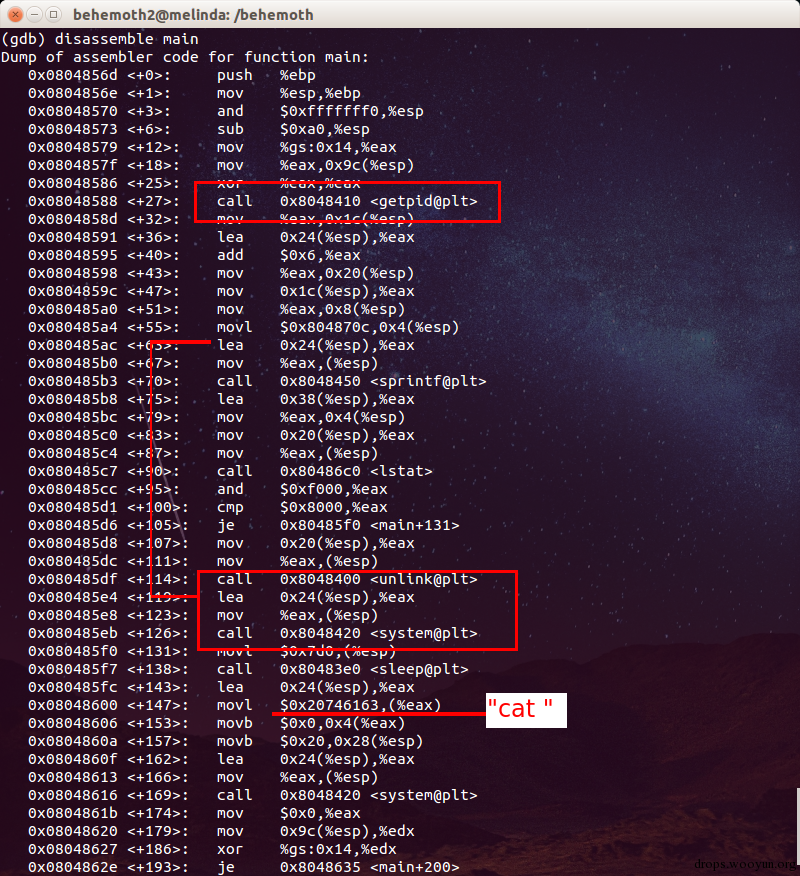 behemoth2@melinda: /behemoth
(gdb) disassemble main
Dump of assembler code for function main:
0x0804856d <+0>: push %ebp
0x0804856e <+1>: mov %esp,%ebp
0x08048570 <+3>: and $0xfffffff0,%esp
0x08048573 <+6>: sub $0xa0,%esp
0x08048579 <+12>: mov %gs:0x14,%eax
0x0804857f <+18>: mov %eax,0x9c(%esp)
0x08048586 <+25>: xor %eax,%eax
0x08048588 <+27>: call 0x8048410 <getpid@plt>
0x0804858d <+32>: mov %eax,0x1c(%esp)
0x08048591 <+36>: lea 0x24(%esp),%eax
0x08048595 <+40>: add $0x6,%eax
0x08048598 <+43>: mov %eax,0x20(%esp)
0x0804859c <+47>: mov 0x1c(%esp),%eax
0x080485a0 <+51>: mov %eax,0x8(%esp)
0x080485a4 <+55>: movl $0x804870c,0x4(%esp)
0x080485ac <+63>: lea 0x24(%esp),%eax
0x080485b0 <+67>: mov %eax,(%esp)
0x080485b3 <+70>: call 0x8048450 <sprintf@plt>
0x080485b8 <+75>: lea 0x38(%esp),%eax
0x080485bc <+79>: mov %eax,0x4(%esp)
0x080485c0 <+83>: mov 0x20(%esp),%eax
0x080485c4 <+87>: mov %eax,(%esp)
0x080485c7 <+90>: call 0x80486c0 <lstat>
0x080485cc <+95>: and $0xf000,%eax
0x080485d1 <+100>: cmp $0x8000,%eax
0x080485d6 <+105>: je 0x80485f0 <main+131>
0x080485d8 <+107>: mov 0x20(%esp),%eax
0x080485dc <+111>: mov %eax,(%esp)
0x080485df <+114>: call 0x8048400 <unlink@plt>
0x080485e4 <+119>: lea 0x24(%esp),%eax
0x080485e8 <+123>: mov %eax,(%esp)
0x080485eb <+126>: call 0x8048420 <system@plt>
0x080485f0 <+131>: movl $0x7d0,(%esp)
0x080485f7 <+138>: call 0x80483e0 <sleep@plt>
0x080485fc <+143>: lea 0x24(%esp),%eax
0x08048600 <+147>: movl $0x20746163,(%eax) "cat "
0x08048606 <+153>: movb $0x0,0x4(%eax)
0x0804860a <+157>: movb $0x20,0x28(%esp)
0x0804860f <+162>: lea 0x24(%esp),%eax
0x08048613 <+166>: mov %eax,(%esp)
0x08048616 <+169>: call 0x8048420 <system@plt>
0x0804861b <+174>: mov $0x0,%eax
0x08048620 <+179>: mov 0x9c(%esp),%edx
0x08048627 <+186>: xor %gs:0x14,%edx
0x0804862e <+193>: je 0x8048635 <main+200>
drops.wooyun.org